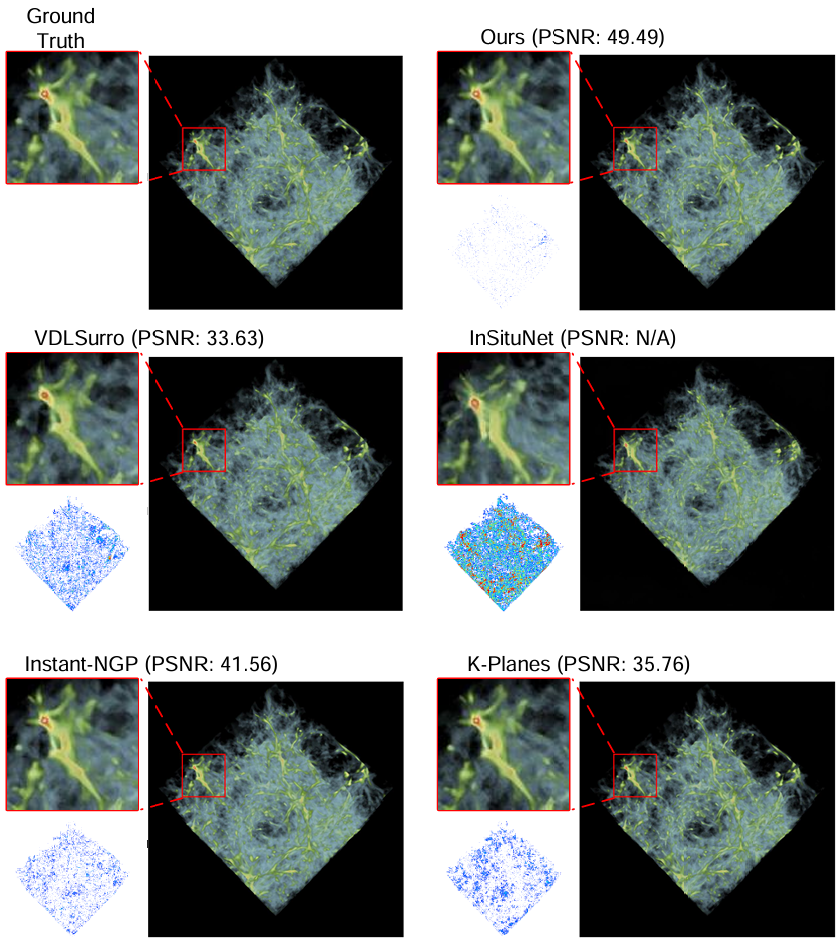 Ground
Truth
Ours (PSNR: 49.49)
VDLSurro (PSNR: 33.63)
InSituNet (PSNR: N/A)
Instant-NGP (PSNR: 41.56)
K-Planes (PSNR: 35.76)